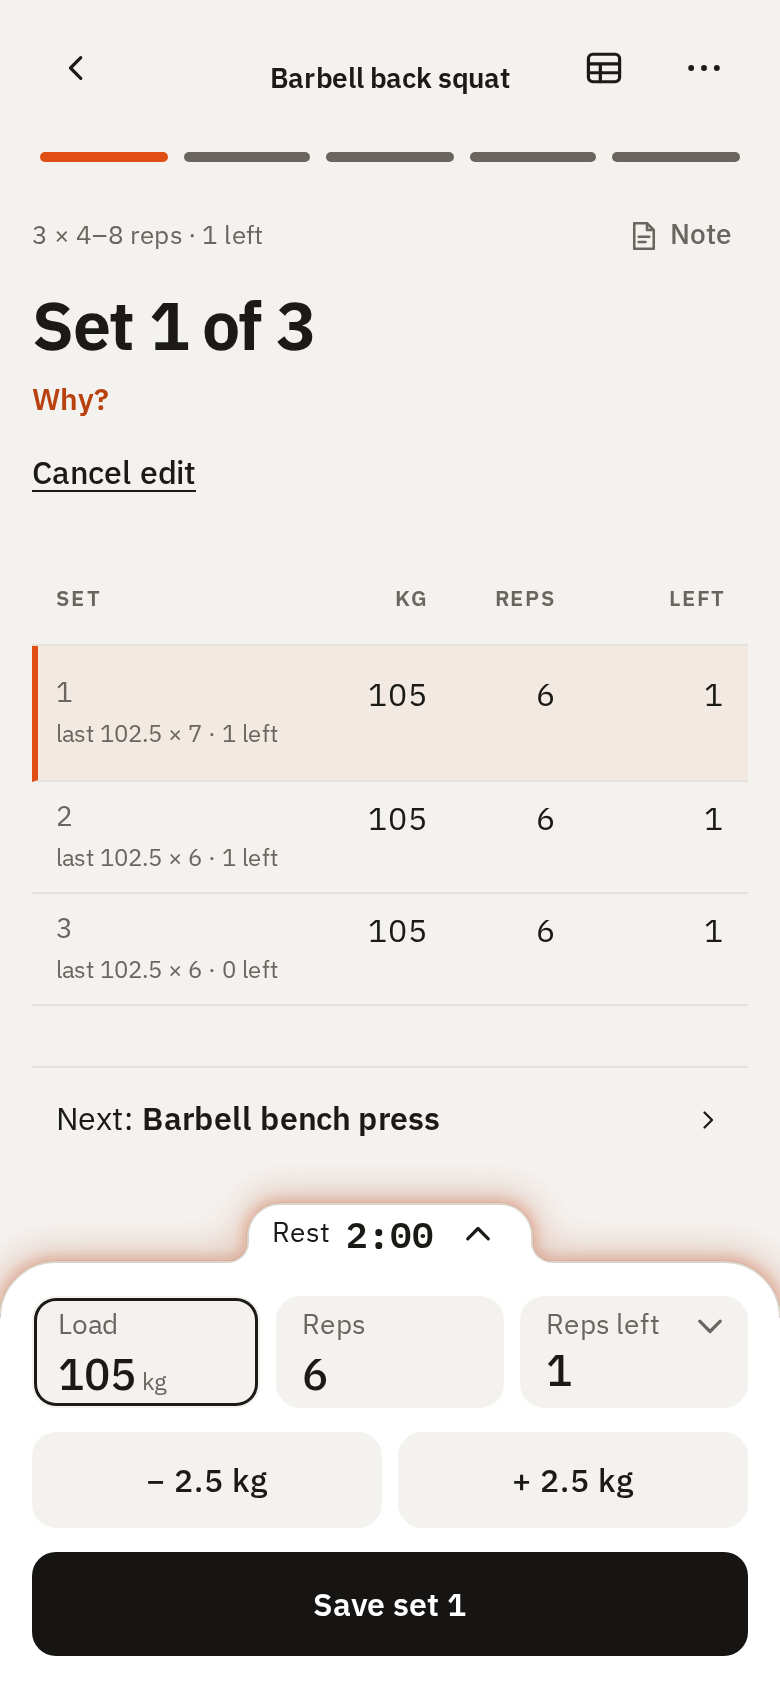 Barbell back squat
3 × 4–8 reps · 1 left
Note
Set 1 of 3
Why?
Cancel edit
SET KG REPS LEFT
1 105 6 1
last 102.5 × 7 · 1 left
2 105 6 1
last 102.5 × 6 · 1 left
3 105 6 1
last 102.5 × 6 · 0 left
Next: Barbell bench press
Rest 2:00
Load Reps Reps left
105 kg 6 1
− 2.5 kg + 2.5 kg
Save set 1